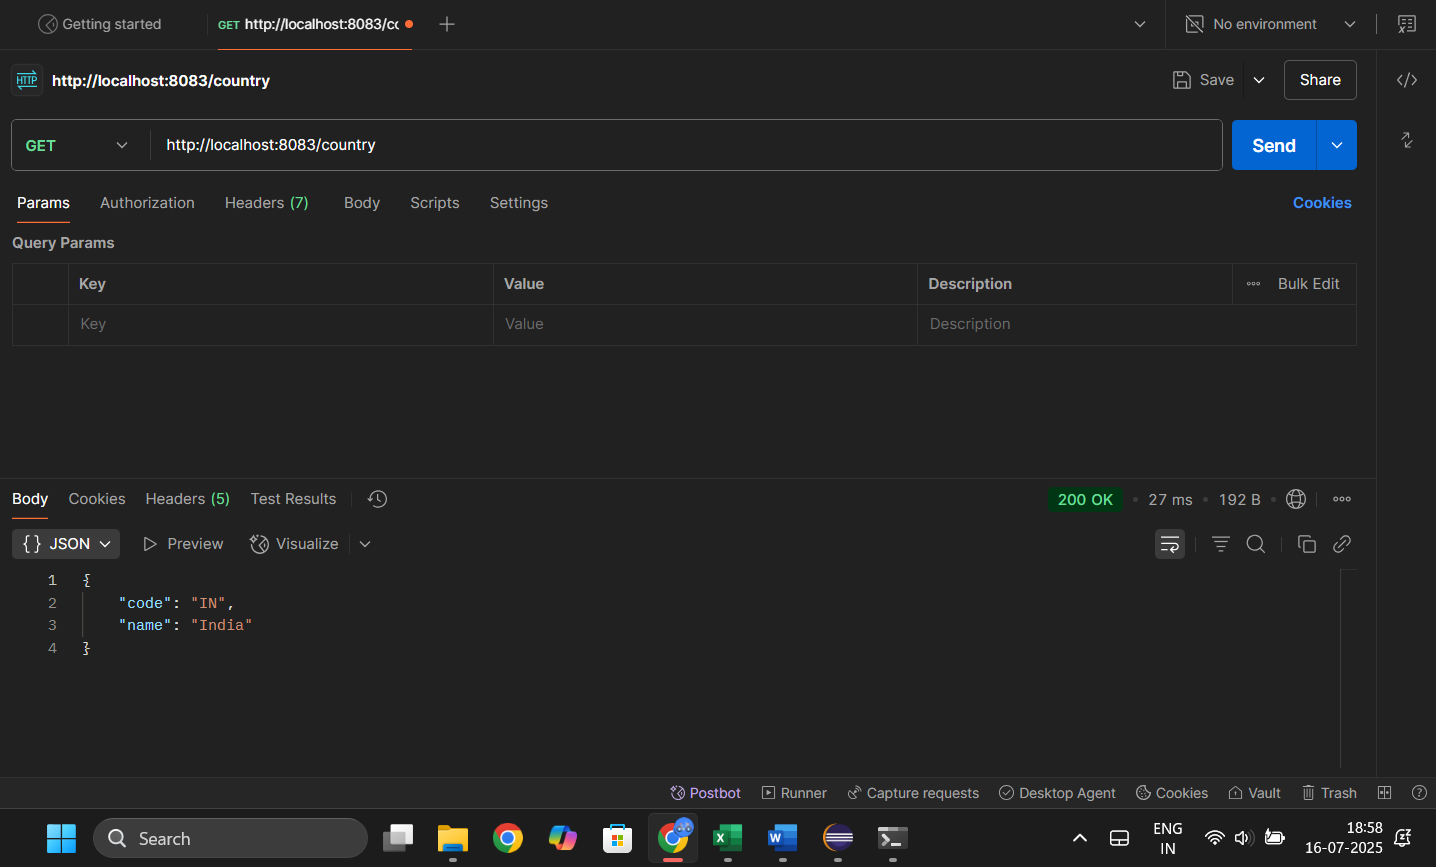 Getting started
GET http://localhost:8083/cc
No environment
HTTP http://localhost:8083/country
Save
Share
GET http://localhost:8083/country
Send
Params Authorization Headers (7) Body Scripts Settings Cookies
Query Params
Key Value Description Bulk Edit
Key Value Description
Body Cookies Headers (5) Test Results 200 OK 27 ms 192 B
{} JSON Preview Visualize
1 {
2 "code": "IN",
3 "name": "India"
4 }
Postbot Runner Capture requests Desktop Agent Cookies Vault Trash
Search
ENG
IN
18:58
16-07-2025